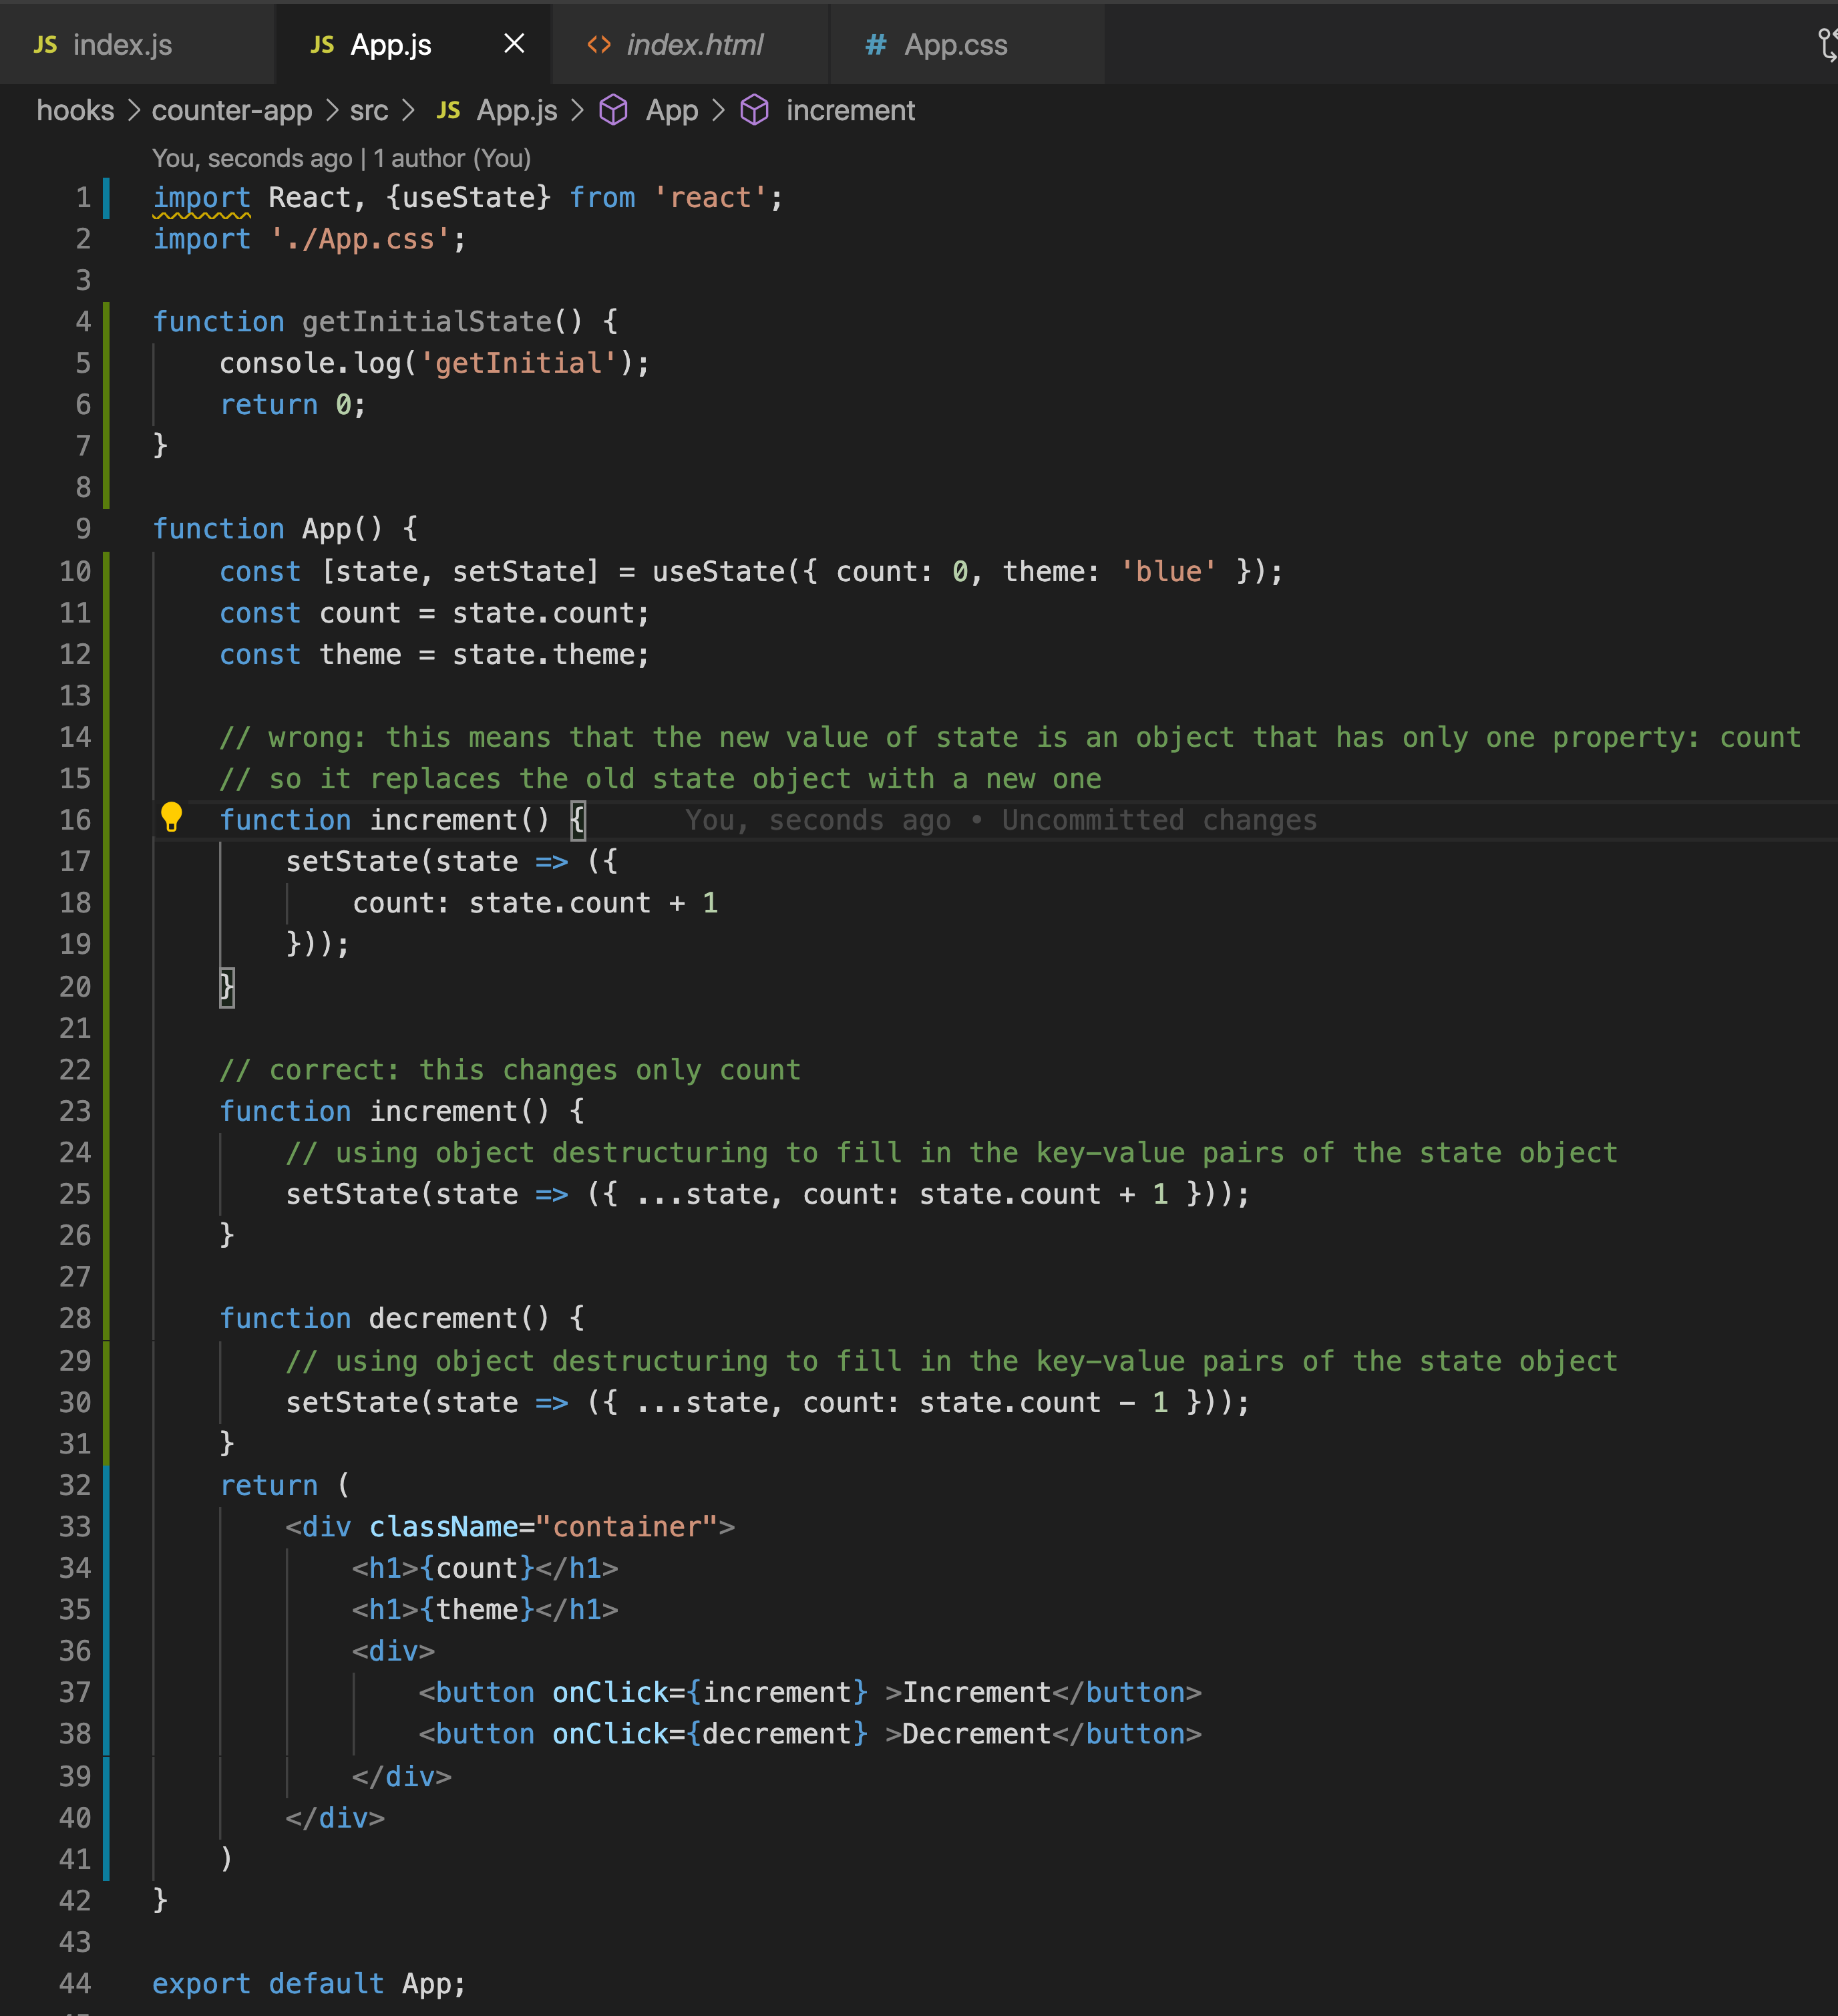 JS index.js JS App.js × <> index.html # App.css
hooks > counter-app > src > JS App.js > App > increment
You, seconds ago | 1 author (You)
1 import React, {useState} from 'react';
2 import './App.css';
3
4 function getInitialState() {
5 console.log('getInitial');
6 return 0;
7 }
8
9 function App() {
10 const [state, setState] = useState({ count: 0, theme: 'blue' });
11 const count = state.count;
12 const theme = state.theme;
13
14 // wrong: this means that the new value of state is an object that has only one property: count
15 // so it replaces the old state object with a new one
16 function increment() { You, seconds ago • Uncommitted changes
17 setState(state => ({
18 count: state.count + 1
19 }));
20 }
21
22 // correct: this changes only count
23 function increment() {
24 // using object destructuring to fill in the key-value pairs of the state object
25 setState(state => ({ ...state, count: state.count + 1 }));
26 }
27
28 function decrement() {
29 // using object destructuring to fill in the key-value pairs of the state object
30 setState(state => ({ ...state, count: state.count - 1 }));
31 }
32 return (
33 <div className="container">
34 <h1>{count}</h1>
35 <h1>{theme}</h1>
36 <div>
37 <button onClick={increment} >Increment</button>
38 <button onClick={decrement} >Decrement</button>
39 </div>
40 </div>
41 )
42 }
43
44 export default App;